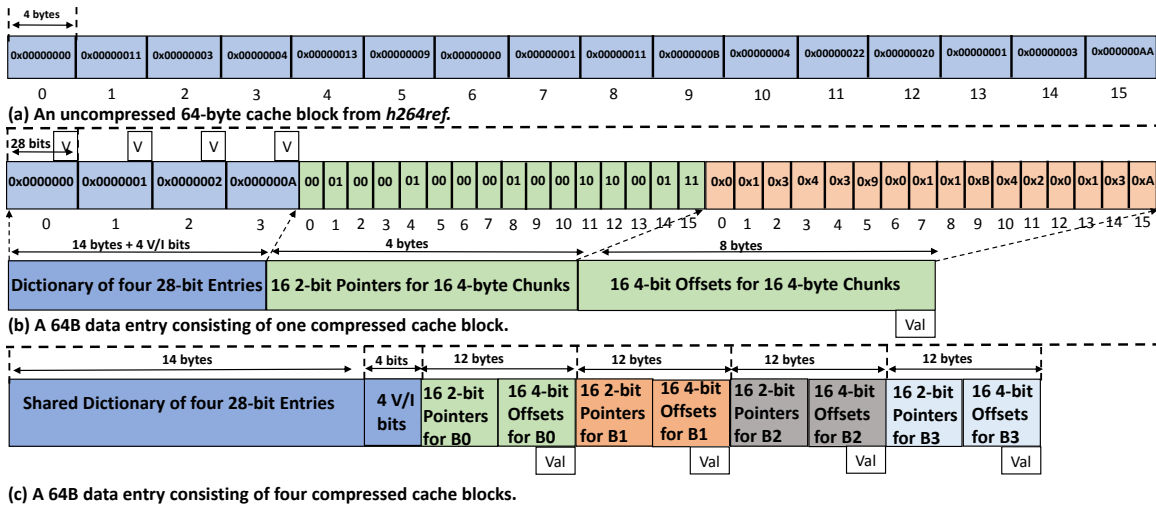 4 bytes
0x00000000 0x00000011 0x00000003 0x00000004 0x00000013 0x00000009 0x00000000 0x00000001 0x00000011 0x0000000B 0x00000004 0x00000022 0x00000020 0x00000001 0x00000003 0x000000AA
0 1 2 3 4 5 6 7 8 9 10 11 12 13 14 15
(a) An uncompressed 64-byte cache block from h264ref.
28 bits V V V V
0x0000000 0x0000001 0x0000002 0x000000A 00 01 00 00 01 00 00 00 01 00 00 10 10 00 01 11 0x0 0x1 0x3 0x4 0x3 0x9 0x0 0x1 0x1 0xB 0x4 0x2 0x0 0x1 0x3 0xA
0 1 2 3 0 1 2 3 4 5 6 7 8 9 10 11 12 13 14 15 0 1 2 3 4 5 6 7 8 9 10 11 12 13 14 15
14 bytes + 4 V/I bits 4 bytes 8 bytes
Dictionary of four 28-bit Entries 16 2-bit Pointers for 16 4-byte Chunks 16 4-bit Offsets for 16 4-byte Chunks
Val
(b) A 64B data entry consisting of one compressed cache block.
14 bytes 4 bits 12 bytes 12 bytes 12 bytes 12 bytes
Shared Dictionary of four 28-bit Entries
4 V/I
bits
16 2-bit
Pointers
for B0
16 4-bit
Offsets
for B0
16 2-bit
Pointers
for B1
16 4-bit
Offsets
for B1
16 2-bit
Pointers
for B2
16 4-bit
Offsets
for B2
16 2-bit
Pointers
for B3
16 4-bit
Offsets
for B3
Val Val Val Val
(c) A 64B data entry consisting of four compressed cache blocks.